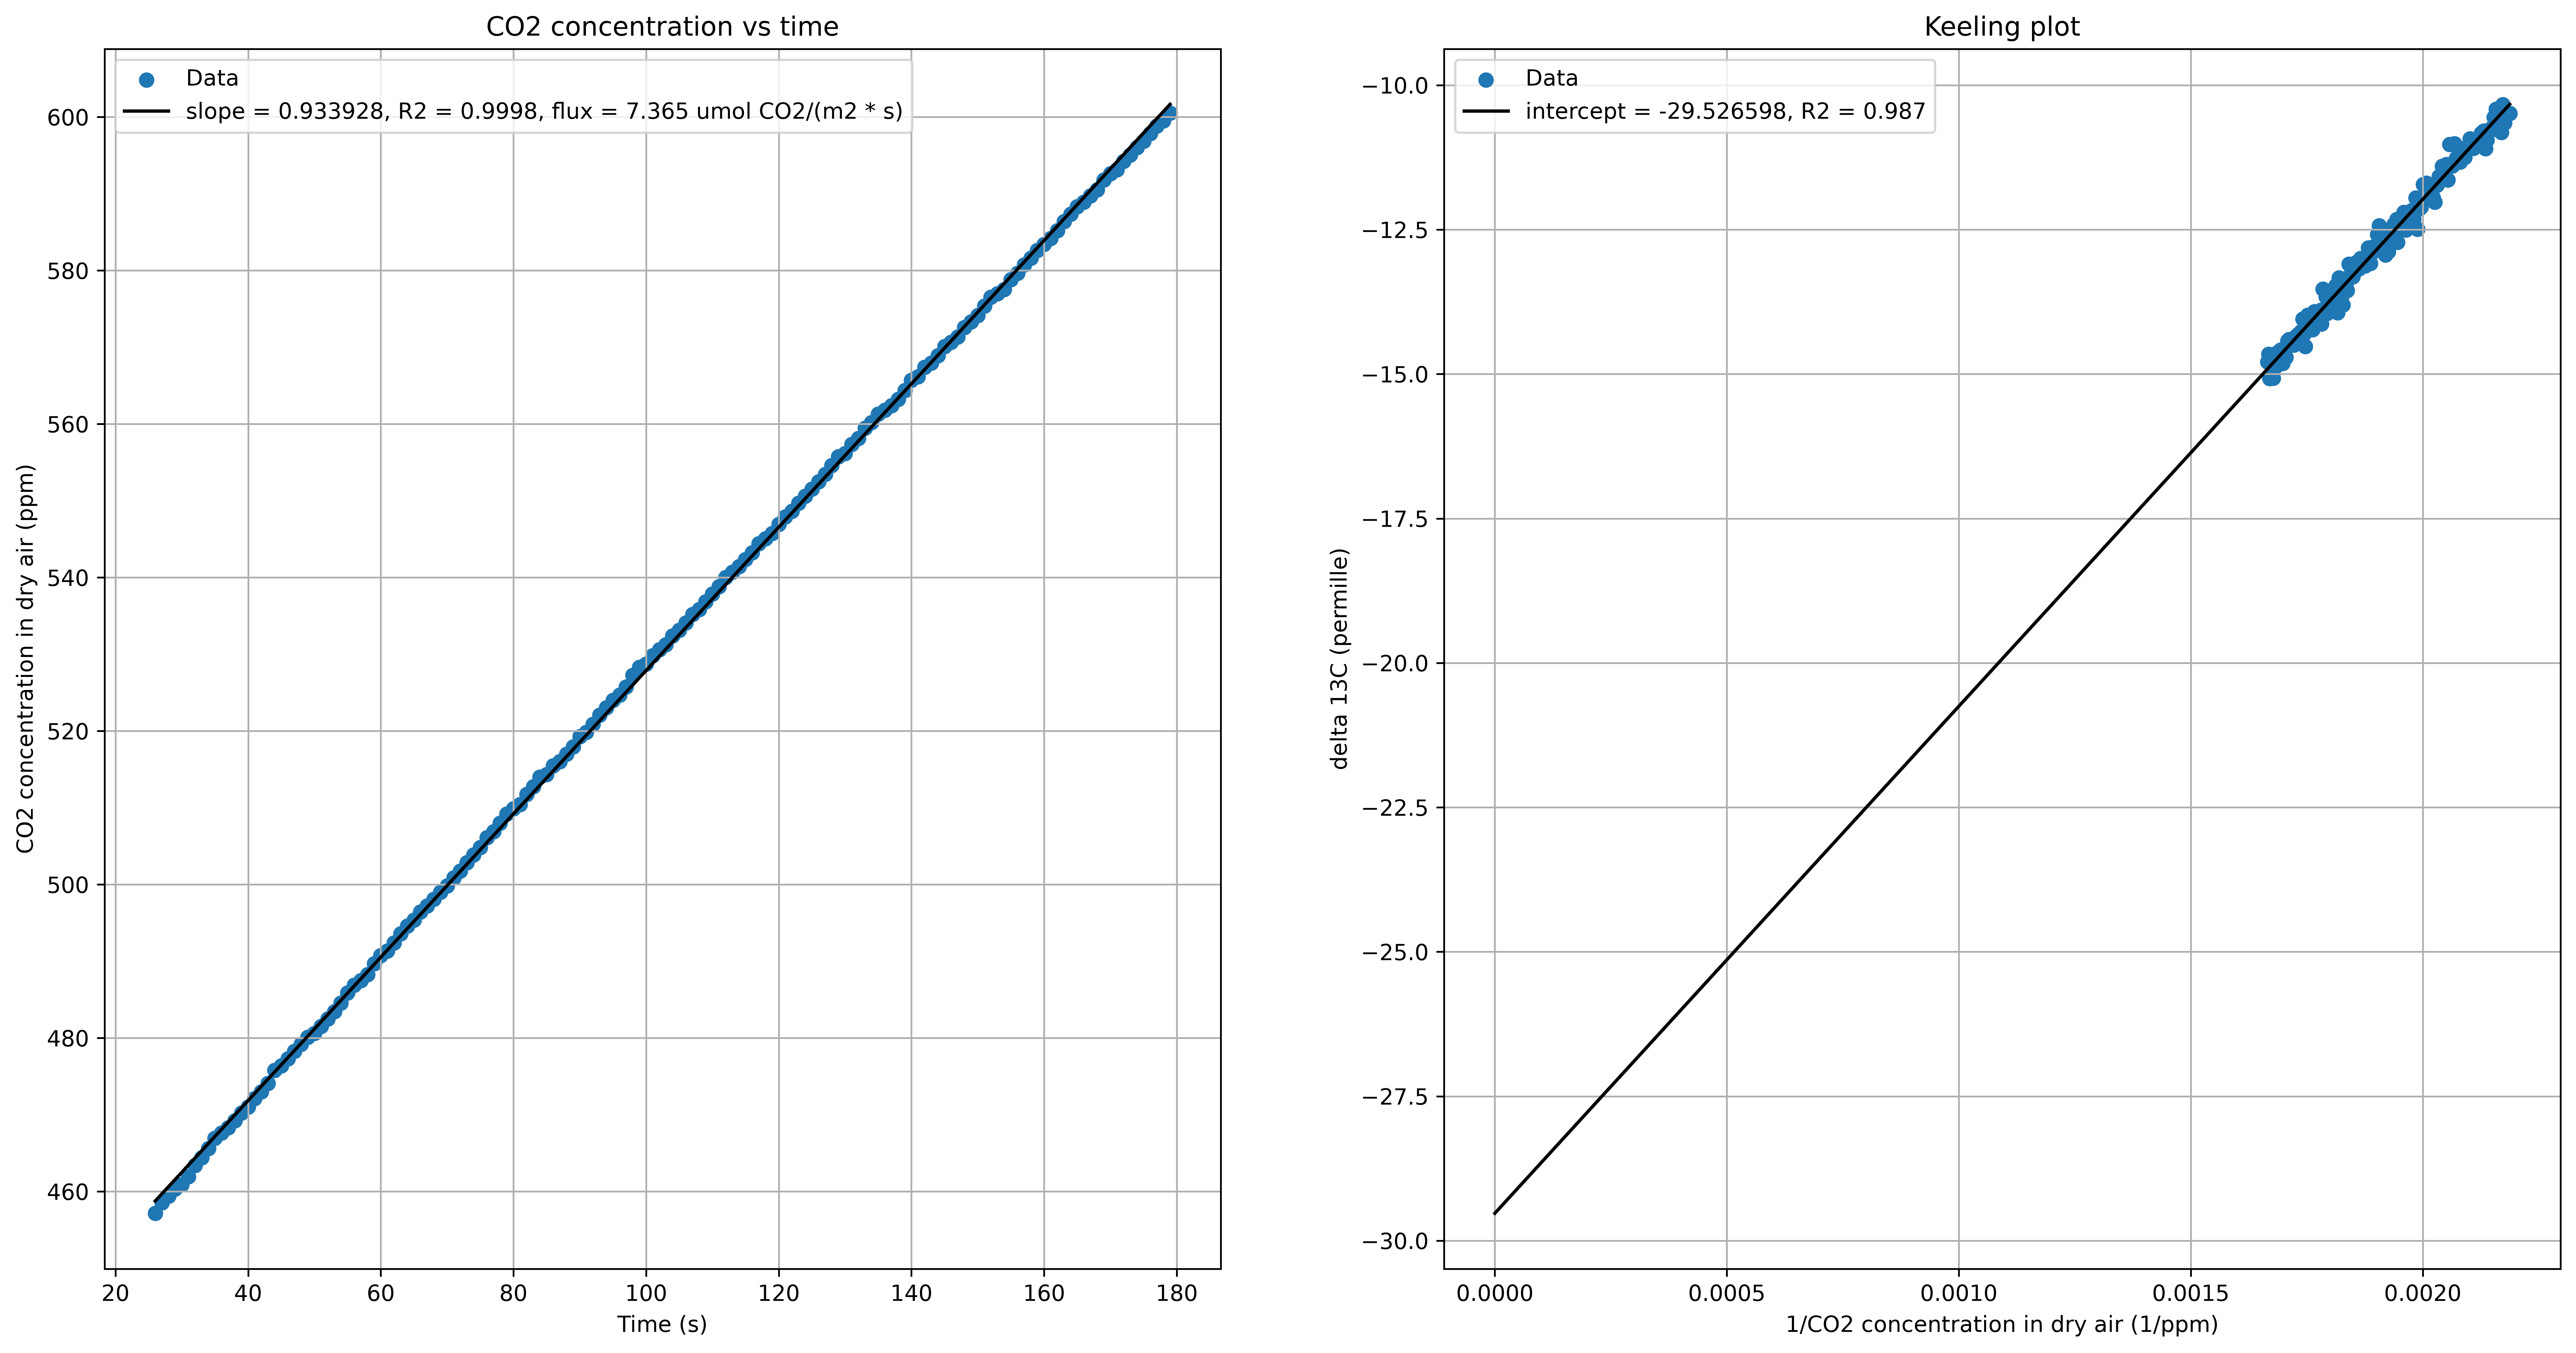 CO2 concentration vs time
Data
slope = 0.933928, R2 = 0.9998, flux = 7.365 umol CO2/(m2 * s)
CO2 concentration in dry air (ppm)
600
580
560
540
520
500
480
460
20 40 60 80 100 120 140 160 180
Time (s)
Keeling plot
Data
intercept = -29.526598, R2 = 0.987
delta 13C (permille)
−10.0
−12.5
−15.0
−17.5
−20.0
−22.5
−25.0
−27.5
−30.0
0.0000 0.0005 0.0010 0.0015 0.0020
1/CO2 concentration in dry air (1/ppm)